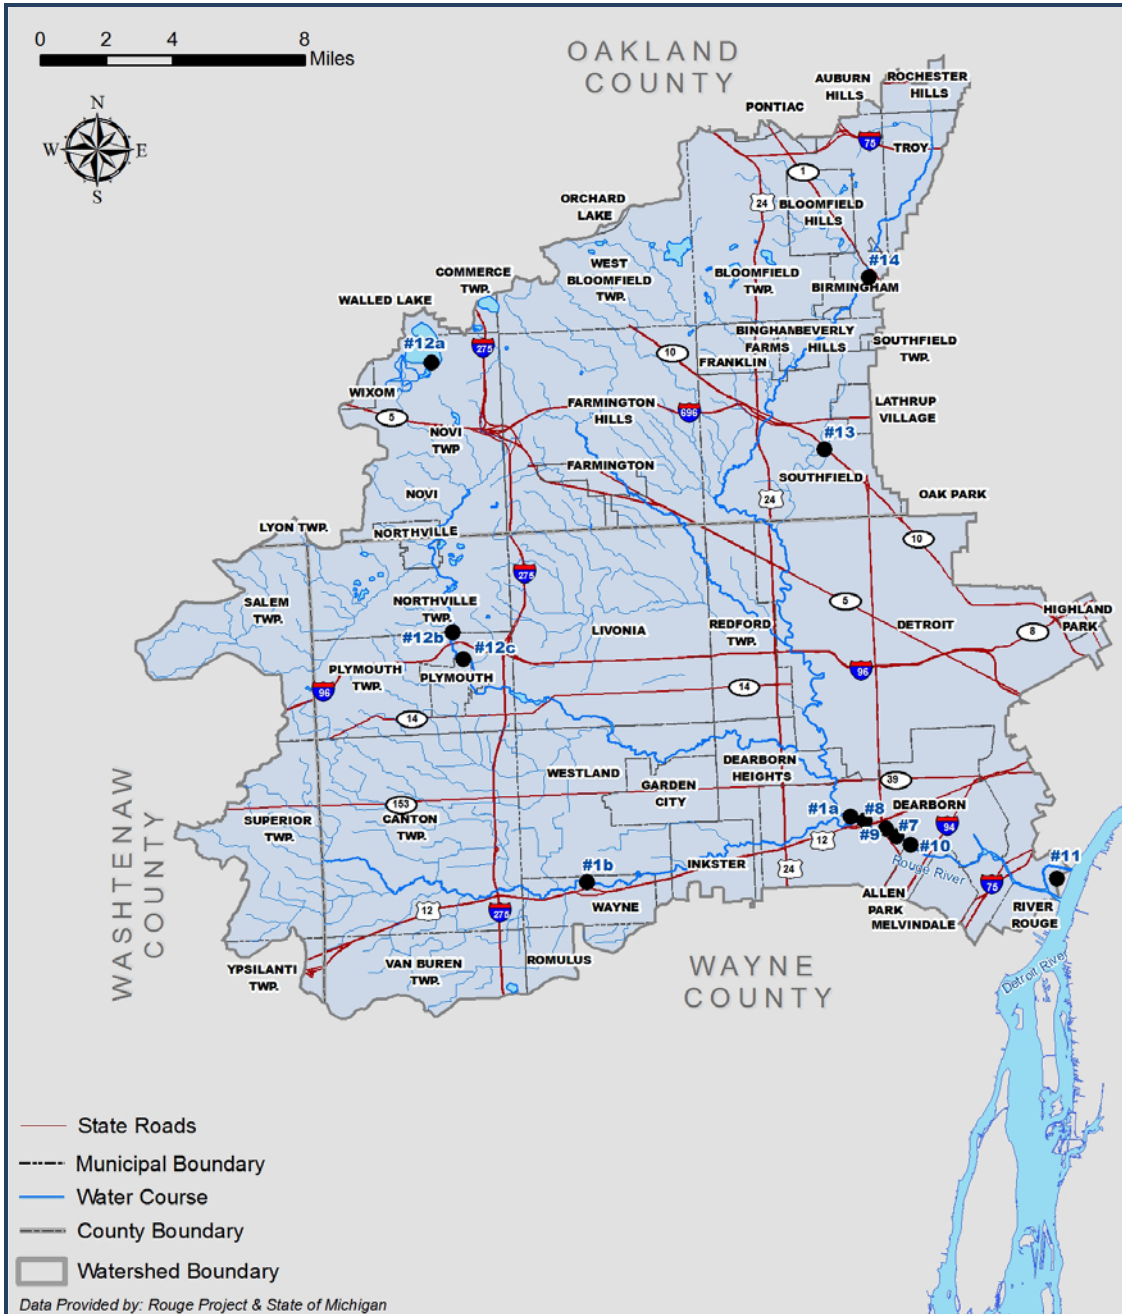 0 2 4 8
Miles
N
W E
S
OAKLAND
COUNTY
AUBURN
HILLS
ROCHESTER
HILLS
PONTIAC
75
TROY
1
24
BLOOMFIELD
HILLS
ORCHARD
LAKE
#14
WEST
BLOOMFIELD
TWP.
BLOOMFIELD
TWP.
COMMERCE
TWP.
BIRMINGHAM
WALLED LAKE
#12a
275
10
BINGHAM
FARMS
BEVERLY
HILLS
SOUTHFIELD
TWP.
FRANKLIN
WIXOM
5
FARMINGTON
HILLS
696
LATHRUP
VILLAGE
NOVI
TWP
#13
FARMINGTON
SOUTHFIELD
NOVI
24
OAK PARK
LYON TWP.
NORTHVILLE
10
275
SALEM
TWP.
NORTHVILLE
TWP.
5
HIGHLAND
PARK
LIVONIA
REDFORD
TWP.
DETROIT
8
#12b
#12c
PLYMOUTH
TWP.
PLYMOUTH
96
96
14
14
WESTLAND
DEARBORN
HEIGHTS
GARDEN
CITY
39
WASHTENAW
COUNTY
153
SUPERIOR
TWP.
CANTON
TWP.
#1a
#8
DEARBORN
94
#9
#7
12
#10
#1b
INKSTER
24
Rouge River
#11
75
12
275
WAYNE
ALLEN
PARK
MELVINDALE
RIVER
ROUGE
YPSILANTI
TWP.
VAN BUREN
TWP.
ROMULUS
WAYNE
COUNTY
Detroit River
State Roads
Municipal Boundary
Water Course
County Boundary
Watershed Boundary
Data Provided by: Rouge Project & State of Michigan